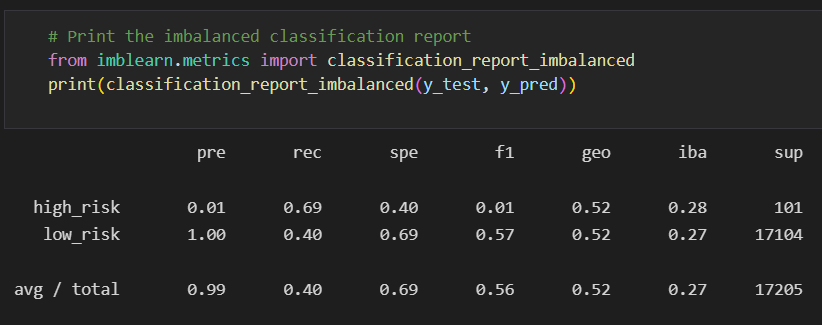 # Print the imbalanced classification report
from imblearn.metrics import classification_report_imbalanced
print(classification_report_imbalanced(y_test, y_pred))
pre rec spe f1 geo iba sup
high_risk 0.01 0.69 0.40 0.01 0.52 0.28 101
low_risk 1.00 0.40 0.69 0.57 0.52 0.27 17104
avg / total 0.99 0.40 0.69 0.56 0.52 0.27 17205